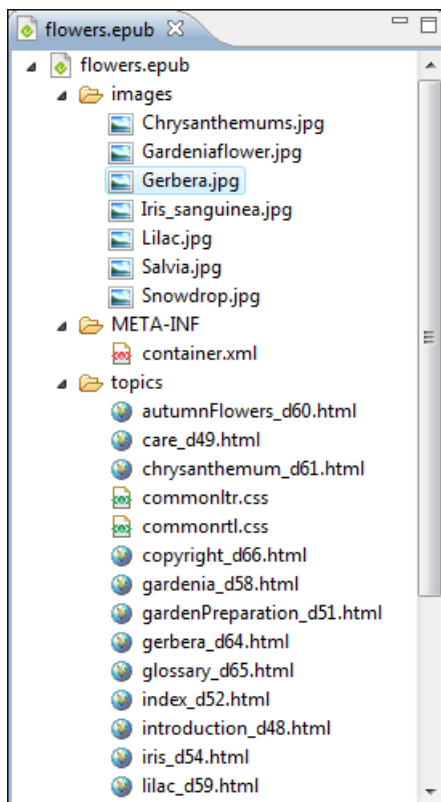 flowers.epub
flowers.epub
images
Chrysanthemums.jpg
Gardeniaflower.jpg
Gerbera.jpg
Iris_sanguinea.jpg
Lilac.jpg
Salvia.jpg
Snowdrop.jpg
META-INF
container.xml
topics
autumnFlowers_d60.html
care_d49.html
chrysanthemum_d61.html
commonltr.css
commonrtl.css
copyright_d66.html
gardenia_d58.html
gardenPreparation_d51.html
gerbera_d64.html
glossary_d65.html
index_d52.html
introduction_d48.html
iris_d54.html
lilac_d59.html